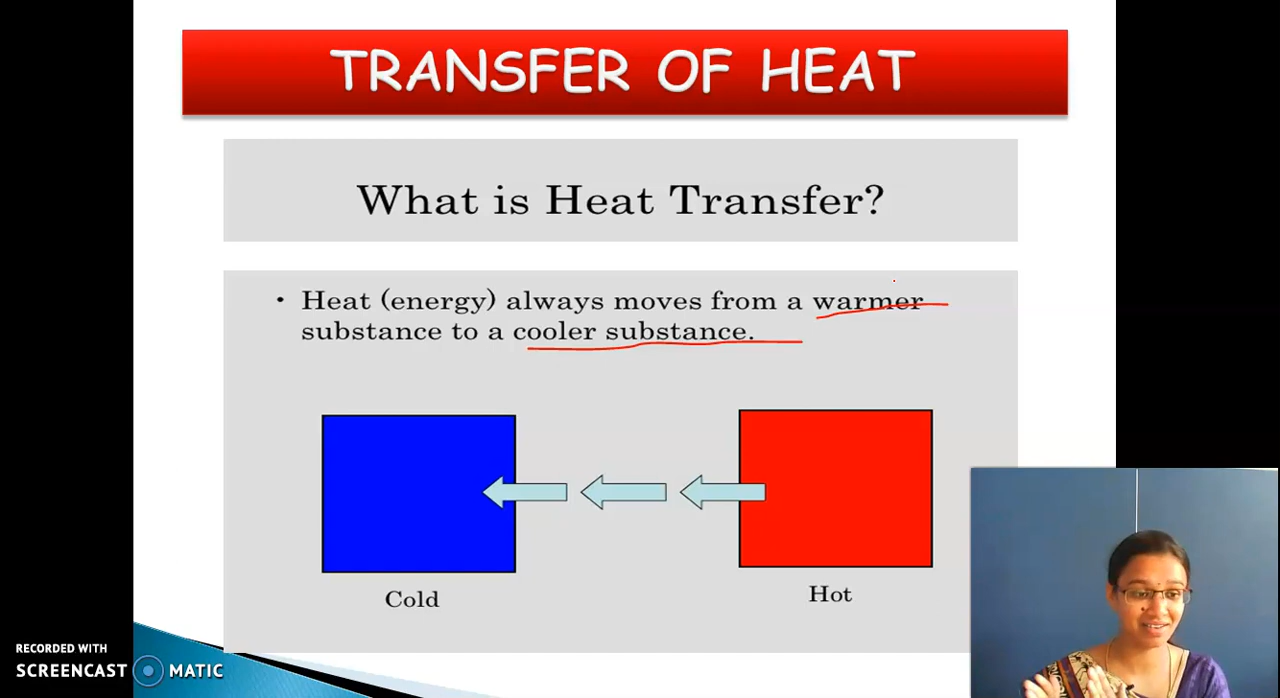 TRANSFER OF HEAT
What is Heat Transfer?
• Heat (energy) always moves from a warmer
substance to a cooler substance.
Cold
Hot
RECORDED WITH
SCREENCAST MATIC